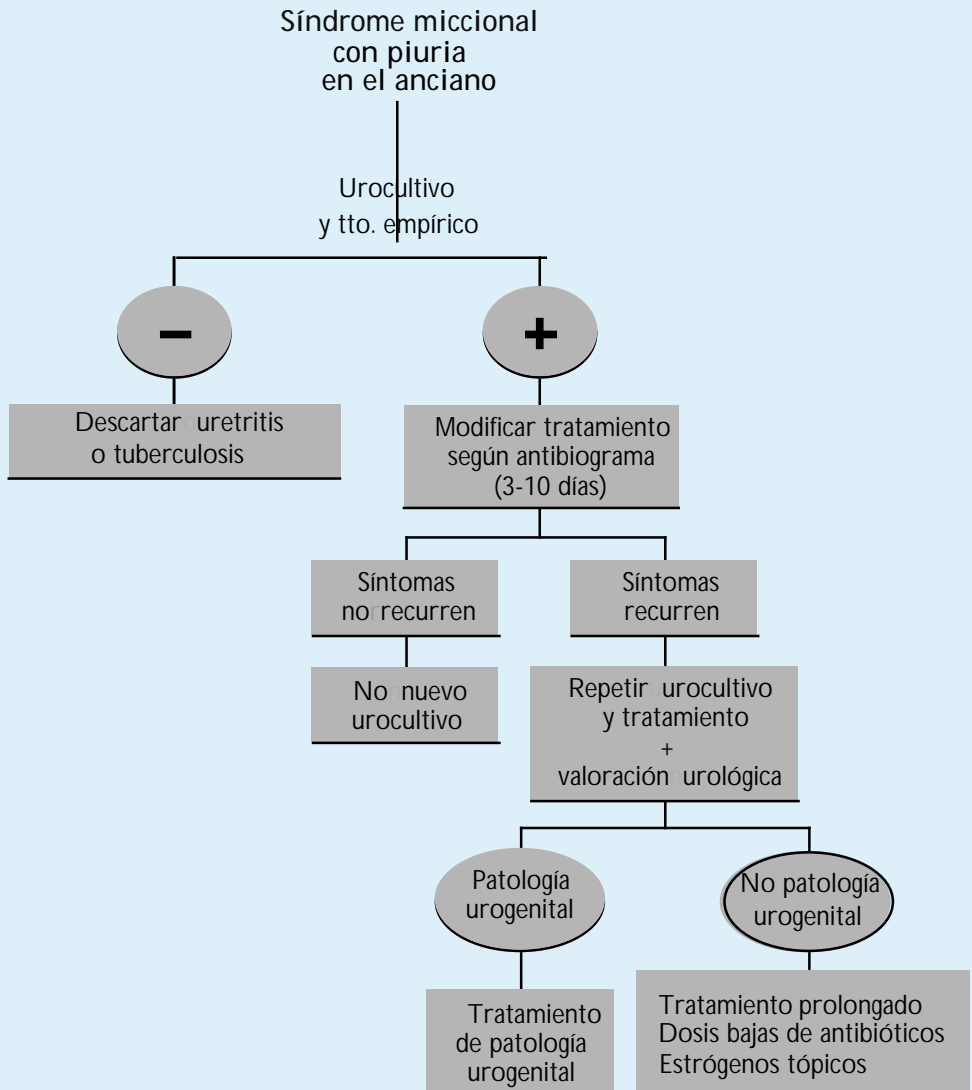 Síndrome miccional
con piuria
en el anciano
Urocultivo
y tto. empírico
–
+
Descartar uretritis
o tuberculosis
Modificar tratamiento
según antibiograma
(3-10 días)
Síntomas
no recurren
Síntomas
recurren
No nuevo
urocultivo
Repetir urocultivo
y tratamiento
+
valoración urológica
Patología
urogenital
No patología
urogenital
Tratamiento
de patología
urogenital
Tratamiento prolongado
Dosis bajas de antibióticos
Estrógenos tópicos